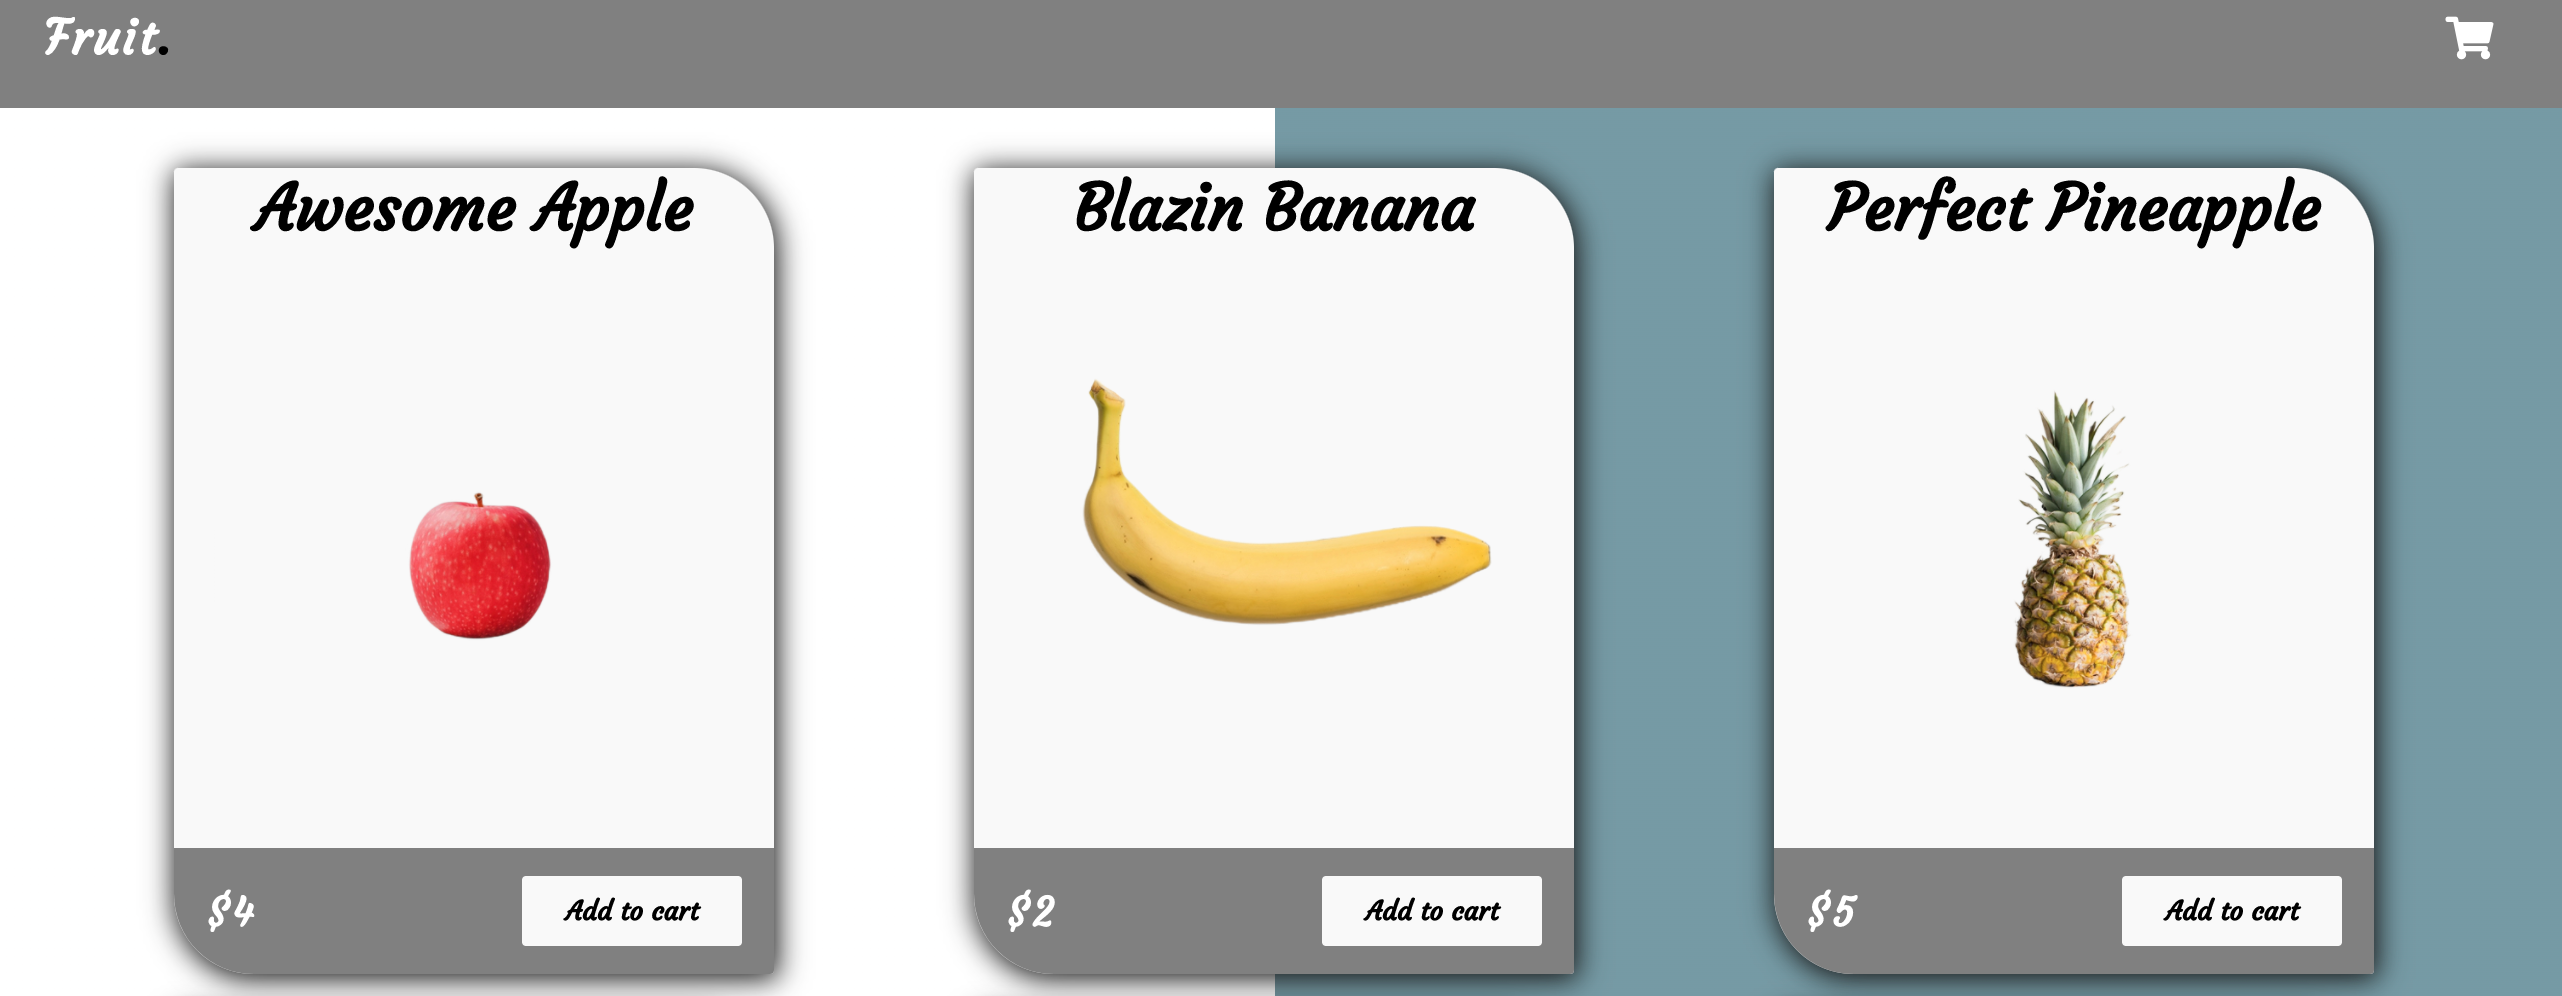 Fruit.
Awesome Apple
Blazin Banana
Perfect Pineapple
$4
Add to cart
$2
Add to cart
$5
Add to cart